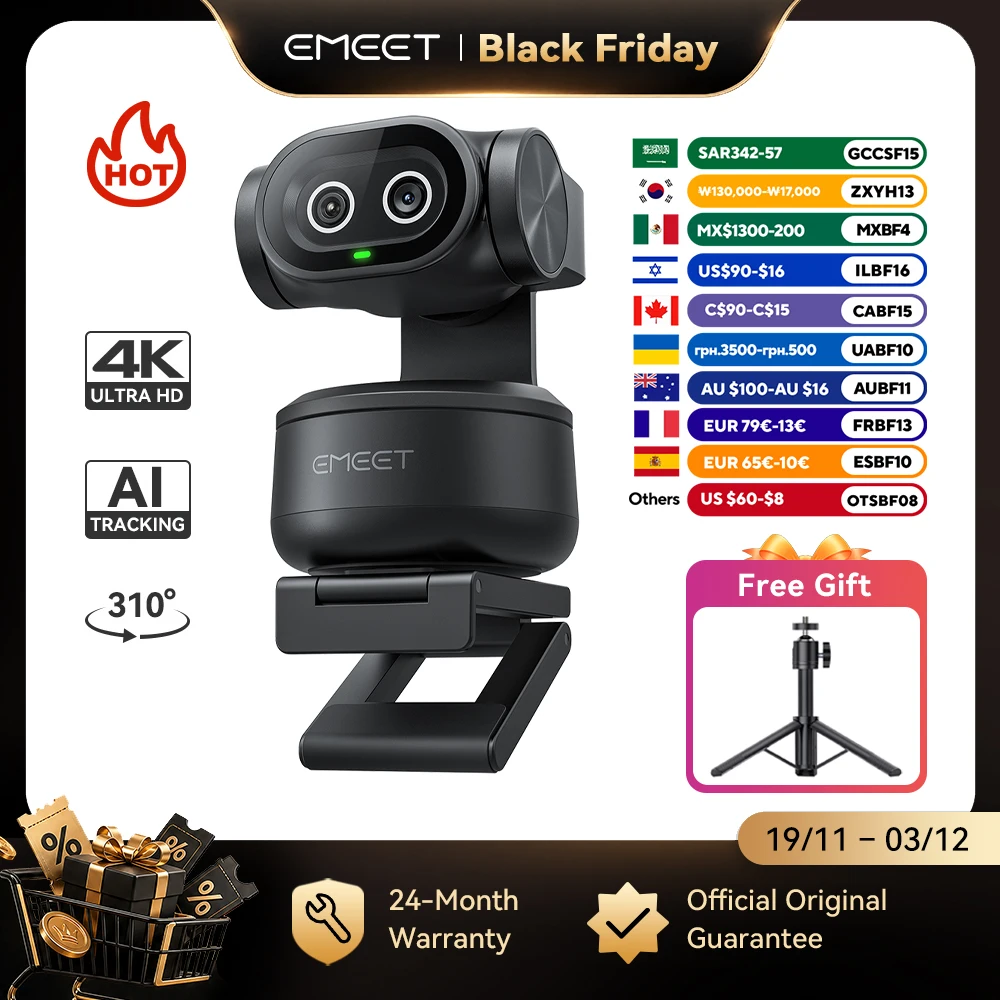 EMEET | Black Friday
HOT
4K
ULTRA HD
AI
TRACKING
310°
EMEET
SAR342-57 GCCSF15
₩130,000-₩17,000 ZXYH13
MX$1300-200 MXBF4
US$90-$16 ILBF16
C$90-C$15 CABF15
грн.3500-грн.500 UABF10
AU $100-AU $16 AUBF11
EUR 79€-13€ FRBF13
EUR 65€-10€ ESBF10
Others US $60-$8 OTSBF08
Free Gift
19/11 – 03/12
%
%
%
24-Month
Warranty
Official Original
Guarantee